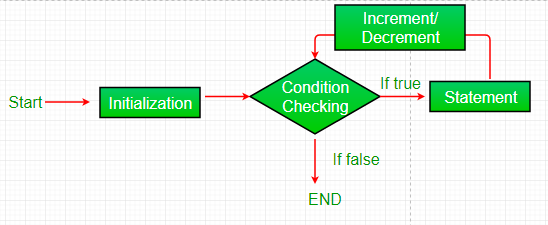 Increment/
Decrement
Start
Initialization
Condition
Checking
If true
Statement
If false
END